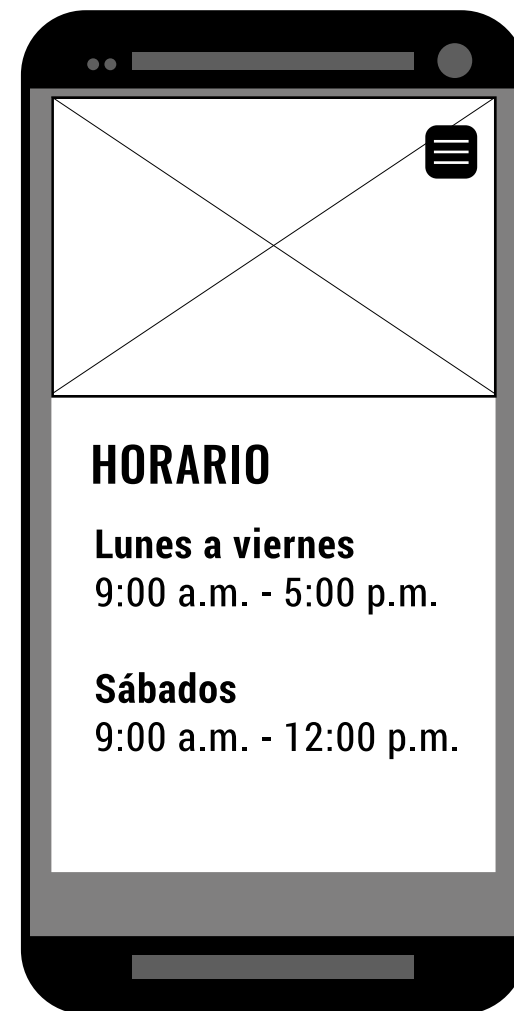 HORARIO
Lunes a viernes
9:00 a.m. - 5:00 p.m.
Sábados
9:00 a.m. - 12:00 p.m.